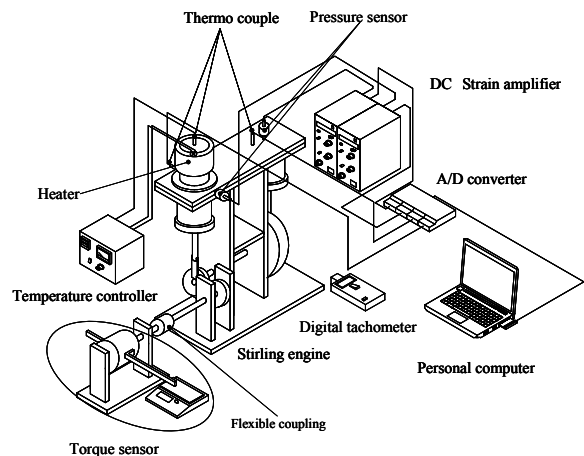 Thermo couple
Pressure sensor
DC Strain amplifier
A/D converter
Heater
Temperature controller
Digital tachometer
Stirling engine
Personal computer
Flexible coupling
Torque sensor